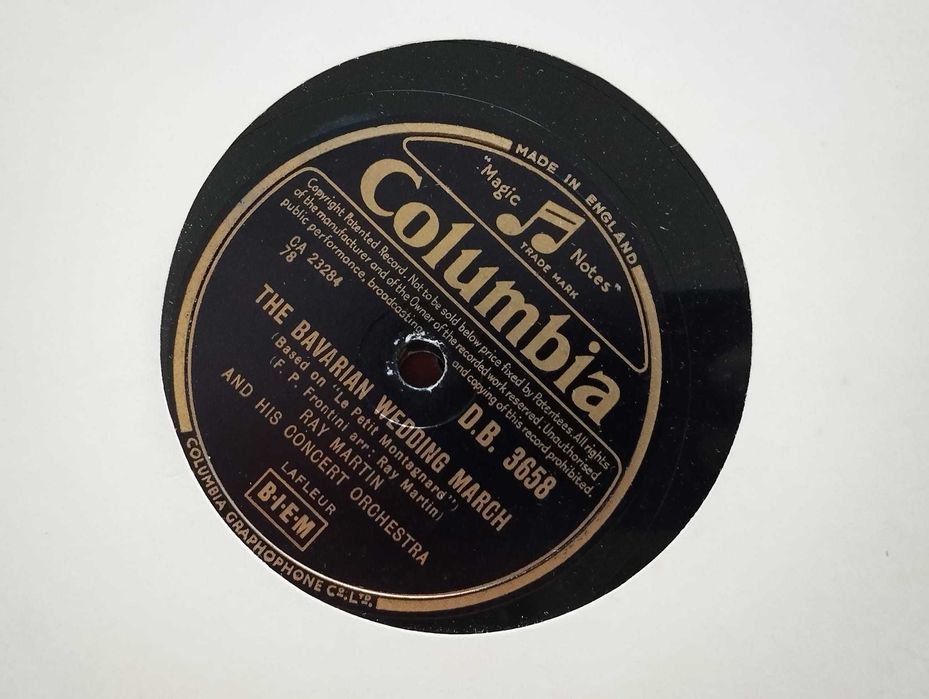 MADE IN ENGLAND
"Magic Notes"
TRADE MARK
Columbia
Copyright Patented Record. Not to be sold below price fixed by Patentees. All rights
of the manufacturer and of the Owner of the recorded work reserved. Unauthorised
public performance, broadcasting and copying of this record prohibited.
CA 23284
78
D.B. 3658
THE BAVARIAN WEDDING MARCH
(Based on "Le Petit Montagnard")
(F. P. Frontini arr: Ray Martin)
RAY MARTIN
AND HIS CONCERT ORCHESTRA
LAFLEUR
B·I·E·M
COLUMBIA GRAPHOPHONE Co. LTD.